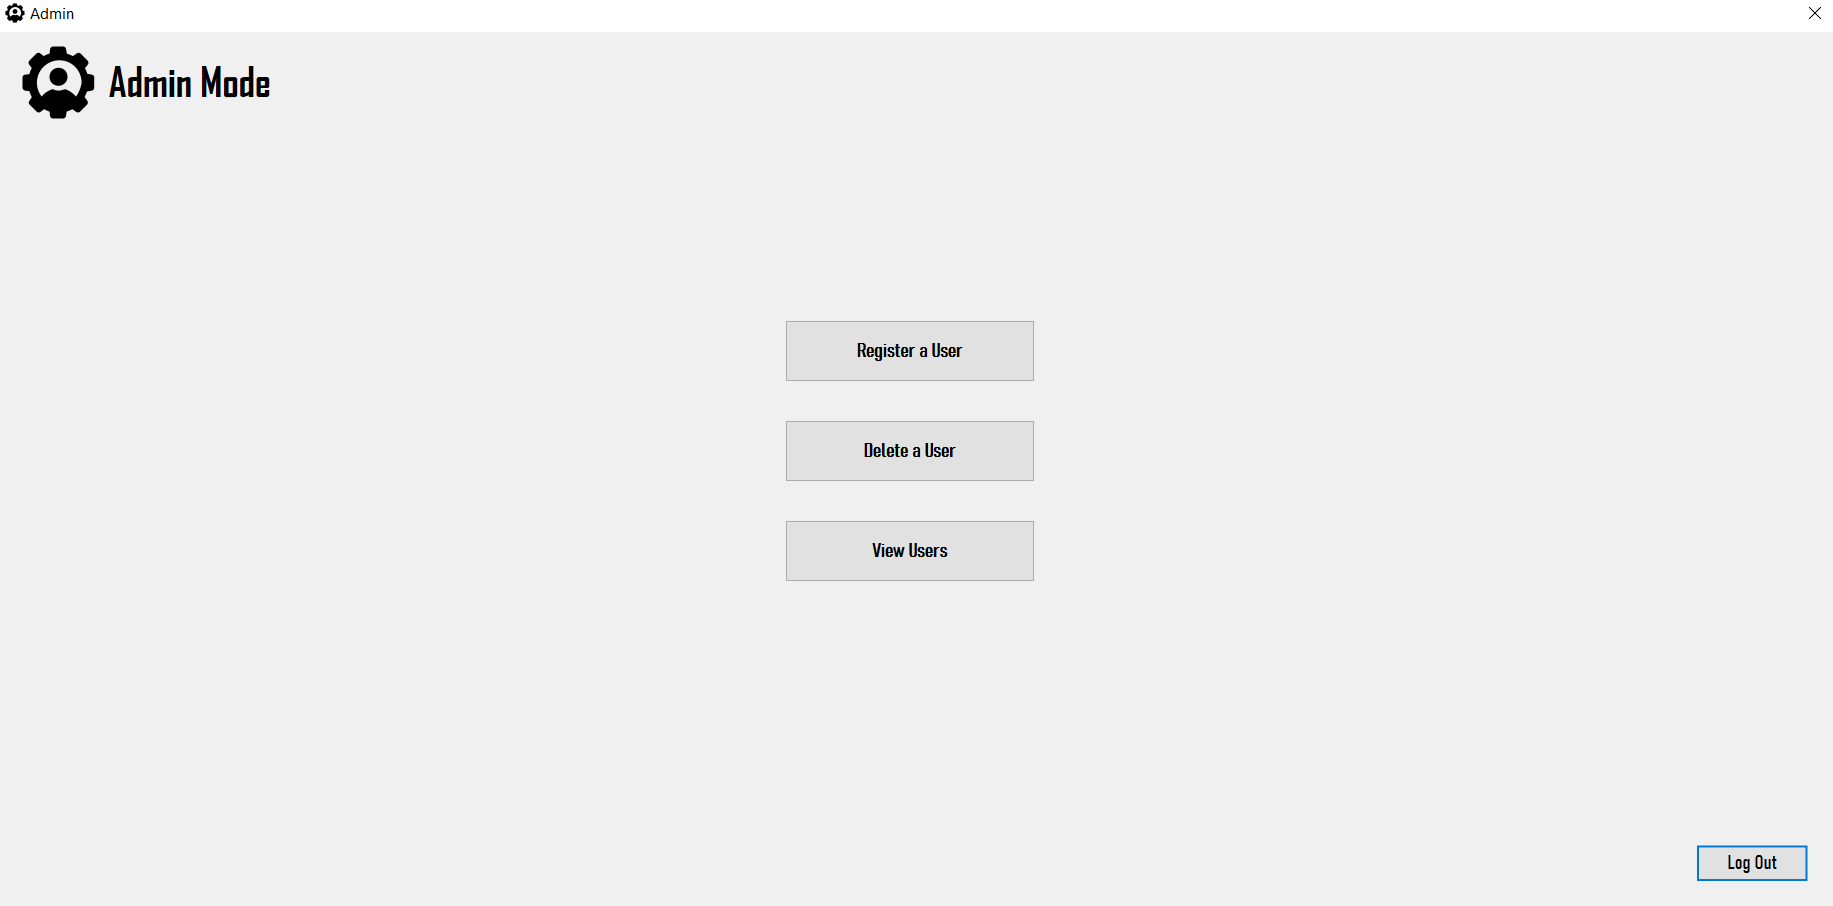 Admin
Admin Mode
Register a User
Delete a User
View Users
Log Out